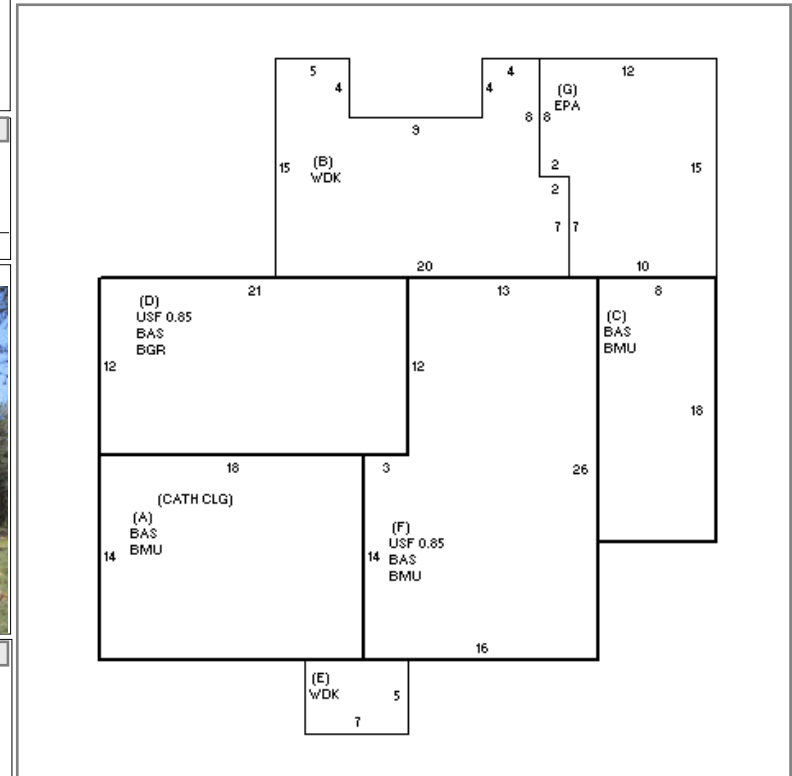 5
4
12
4
4
(G)
EPA
8
8
9
(B)
WDK
15
2
15
2
7
7
20
10
21
13
8
(D)
USF 0.85
BAS
BGR
(C)
BAS
BMU
12
12
18
18
3
26
(CATH CLG)
(A)
BAS
BMU
14
(F)
USF 0.85
BAS
BMU
14
16
(E)
WDK
5
7